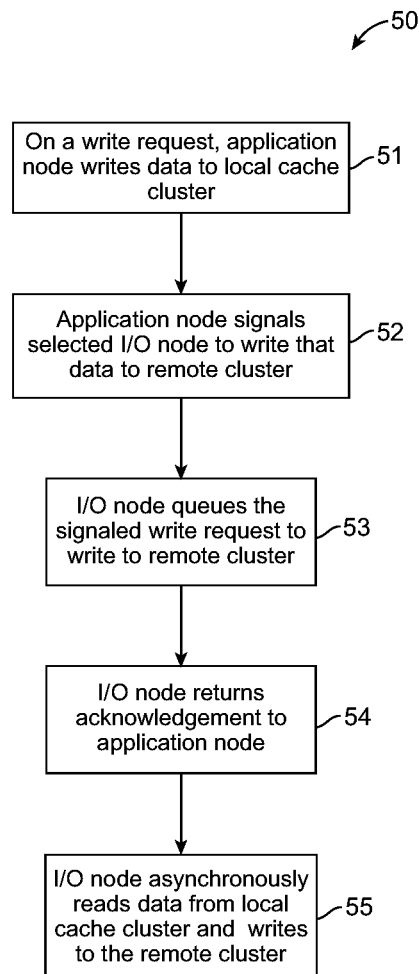 50
On a write request, application
node writes data to local cache
cluster
51
Application node signals
selected I/O node to write that
data to remote cluster
52
I/O node queues the
signaled write request to
write to remote cluster
53
I/O node returns
acknowledgement to
application node
54
I/O node asynchronously
reads data from local
cache cluster and writes
to the remote cluster
55